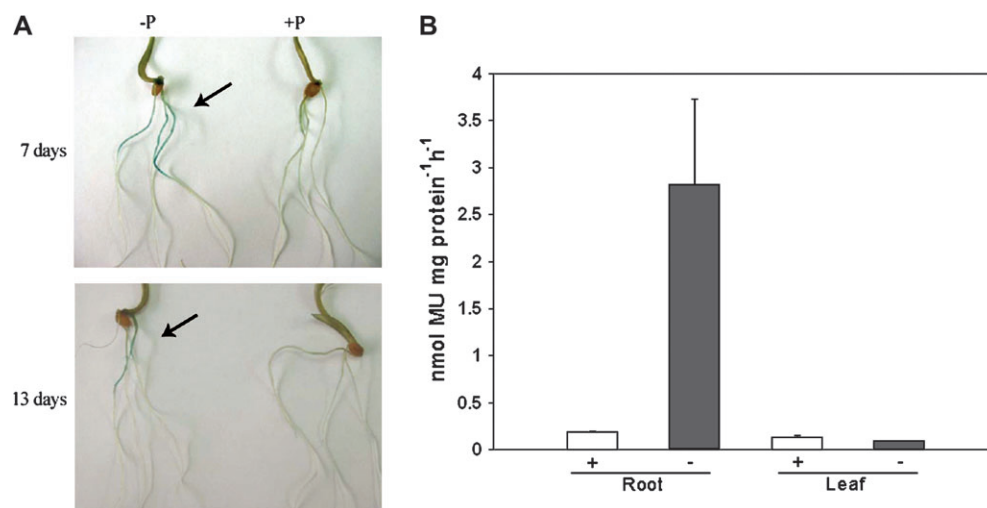 A
-P +P
7 days
13 days
B
nmol MU mg protein⁻¹h⁻¹
4
3.5
3
2.5
2
1.5
1
0.5
0
+ - + -
Root Leaf